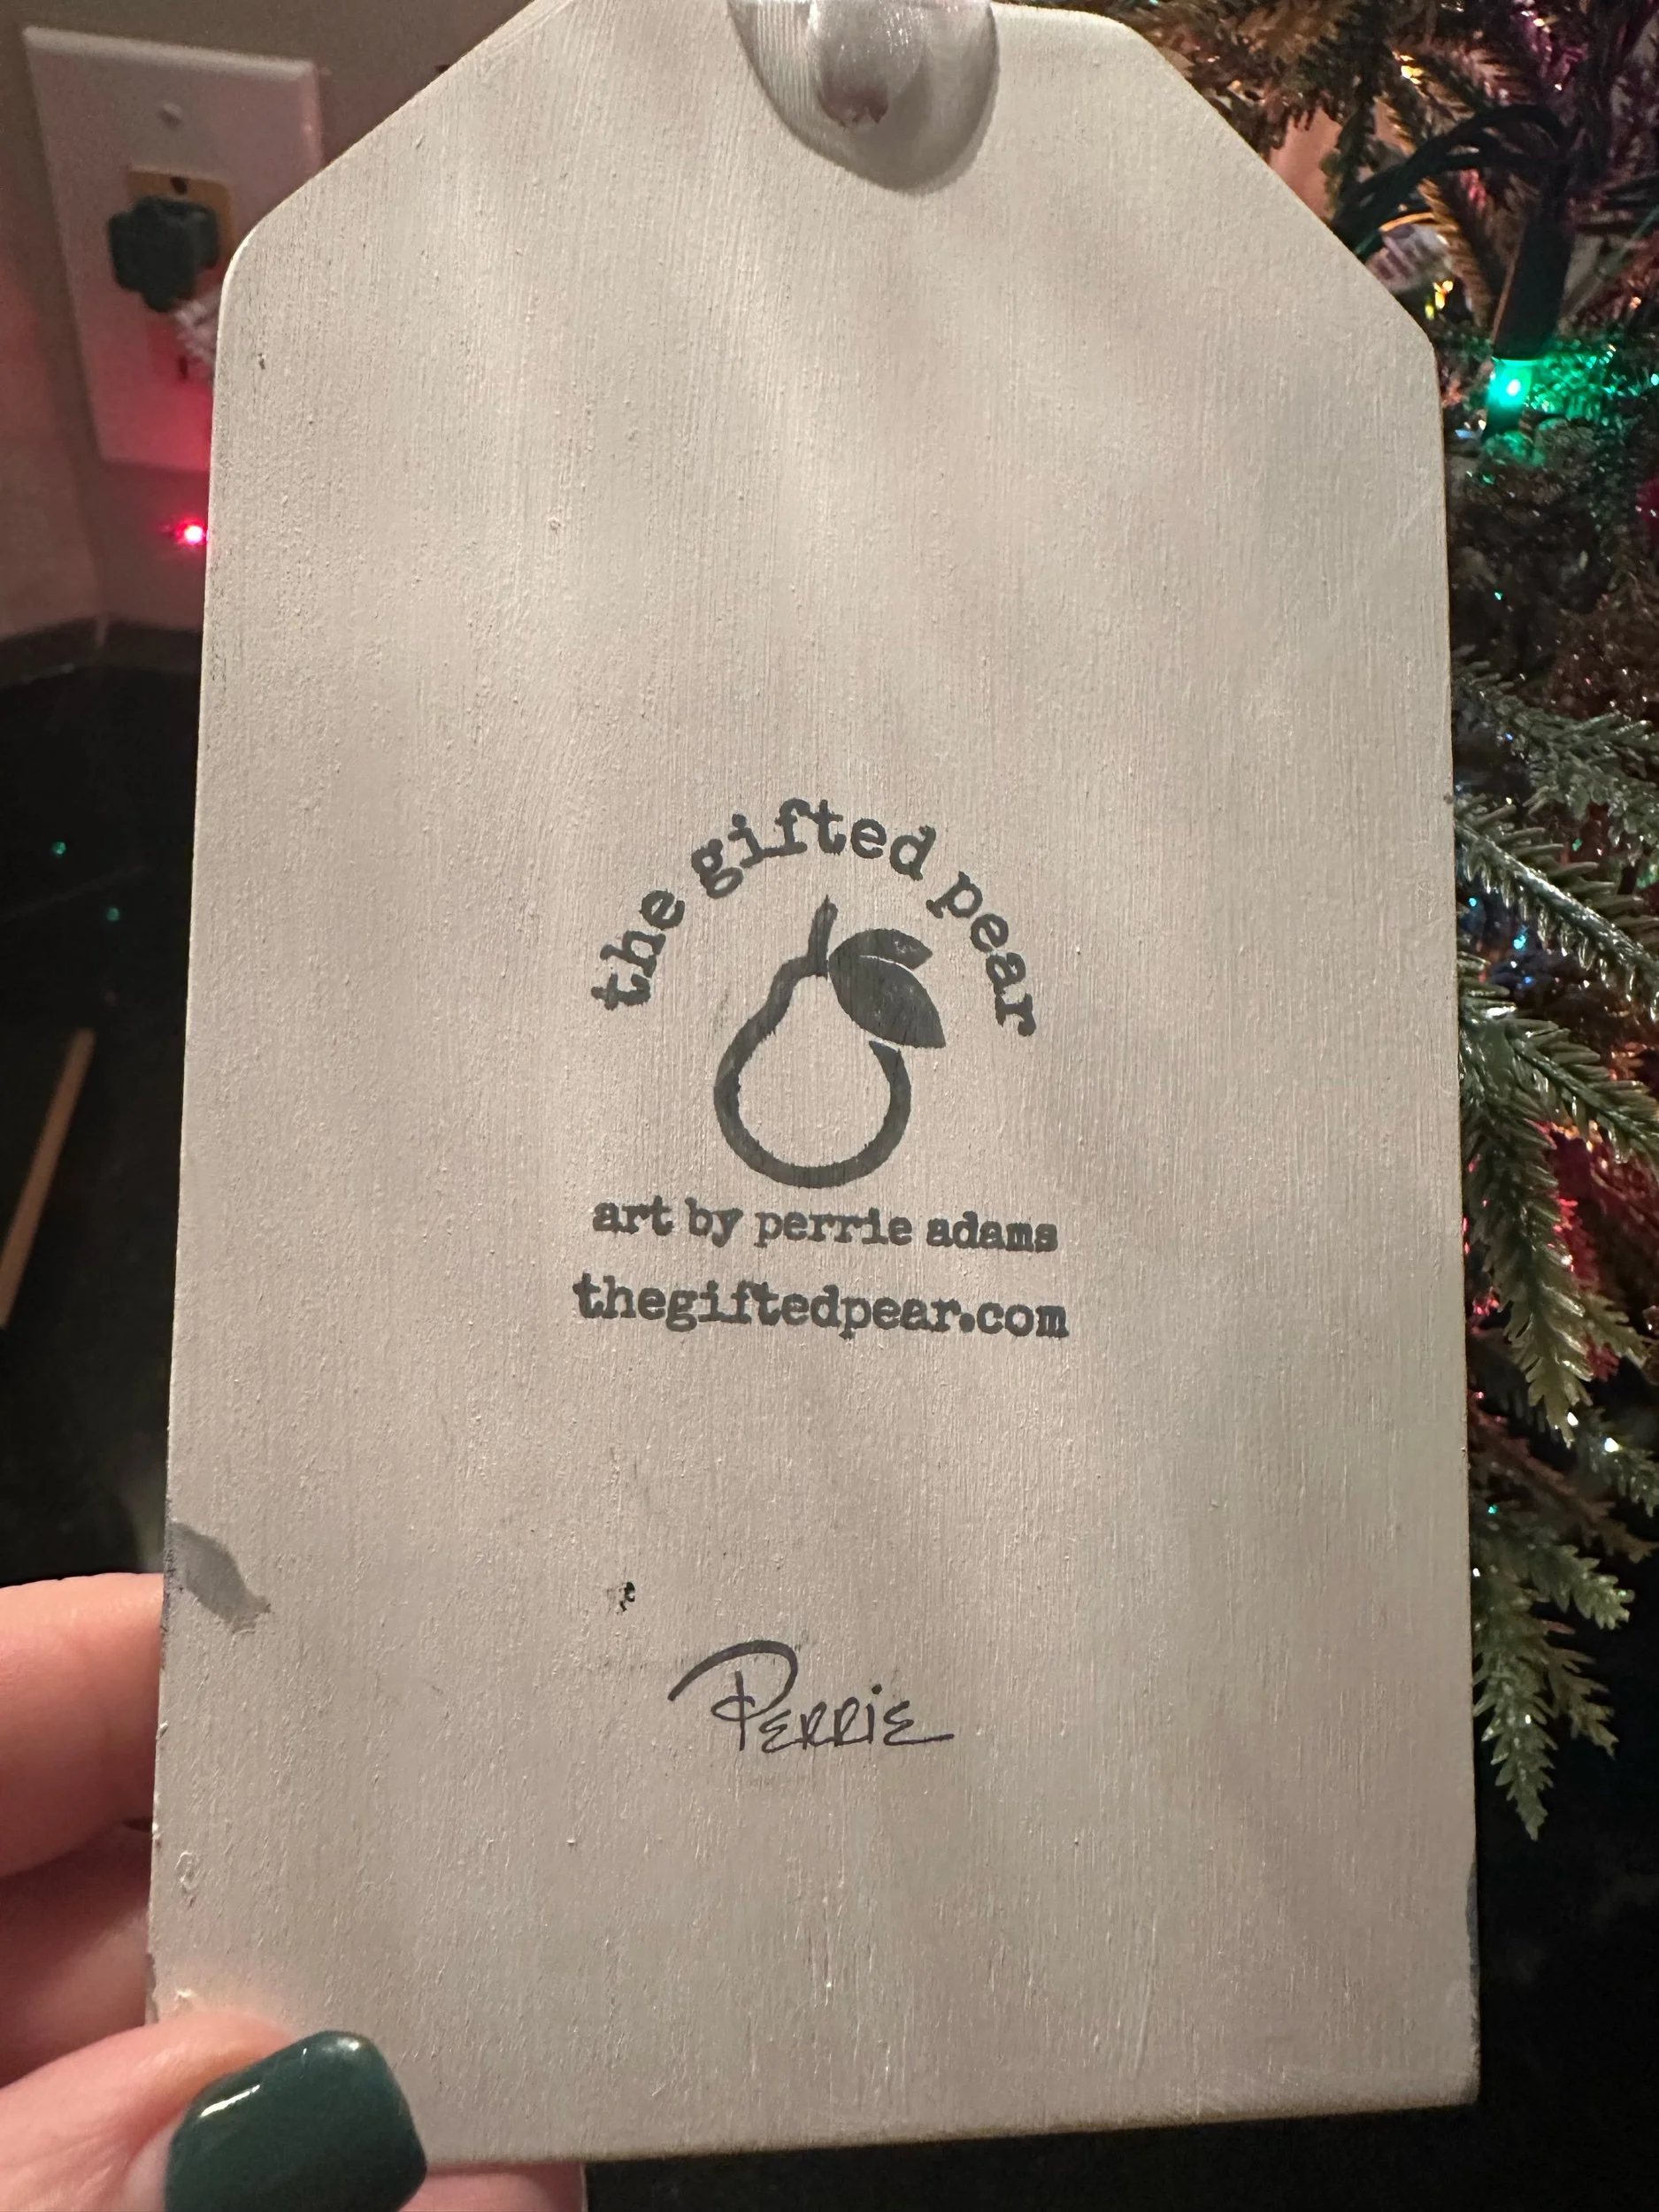 the gifted pear
art by perrie adams
thegiftedpear.com
PERRiE